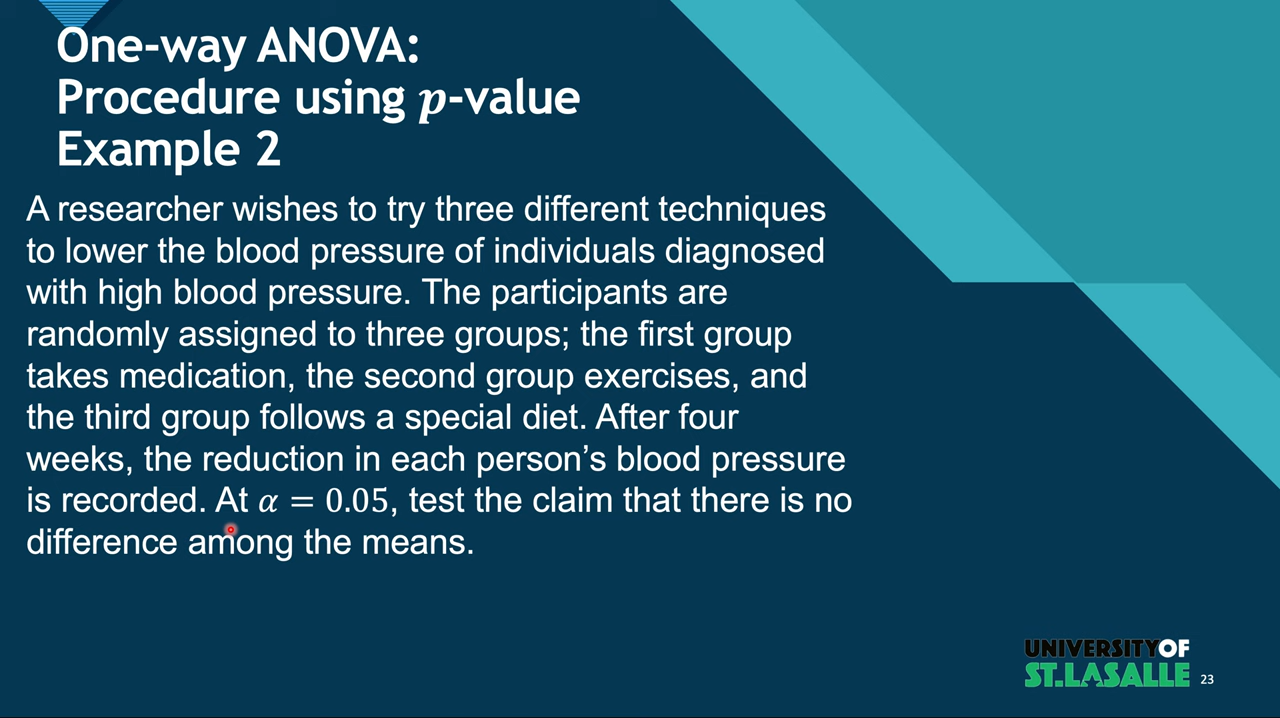 One-way ANOVA:
Procedure using p-value
Example 2
A researcher wishes to try three different techniques
to lower the blood pressure of individuals diagnosed
with high blood pressure. The participants are
randomly assigned to three groups; the first group
takes medication, the second group exercises, and
the third group follows a special diet. After four
weeks, the reduction in each person’s blood pressure
is recorded. At α = 0.05, test the claim that there is no
difference among the means.
UNIVERSITYOF
ST.LASALLE
23